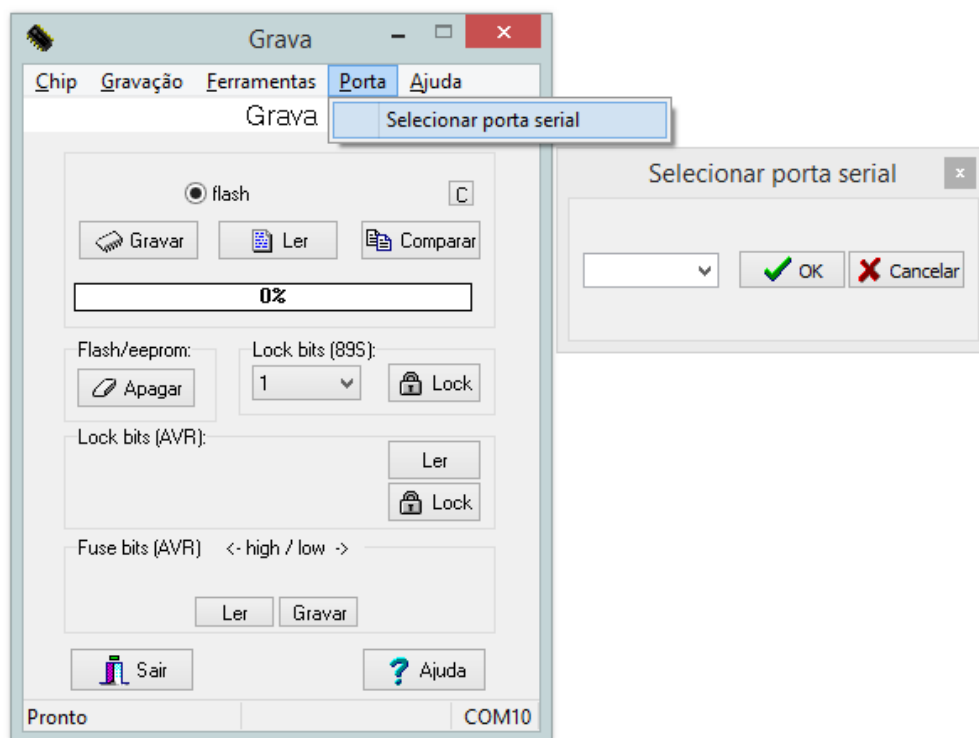 Grava
Chip Gravação Ferramentas Porta Ajuda
Grava
Selecionar porta serial
flash
C
Gravar Ler Comparar
0%
Flash/eeprom:
Apagar
Lock bits (89S):
1 Lock
Lock bits (AVR):
Ler
Lock
Fuse bits (AVR) <- high / low ->
Ler Gravar
Sair Ajuda
Pronto COM10
Selecionar porta serial x
OK Cancelar